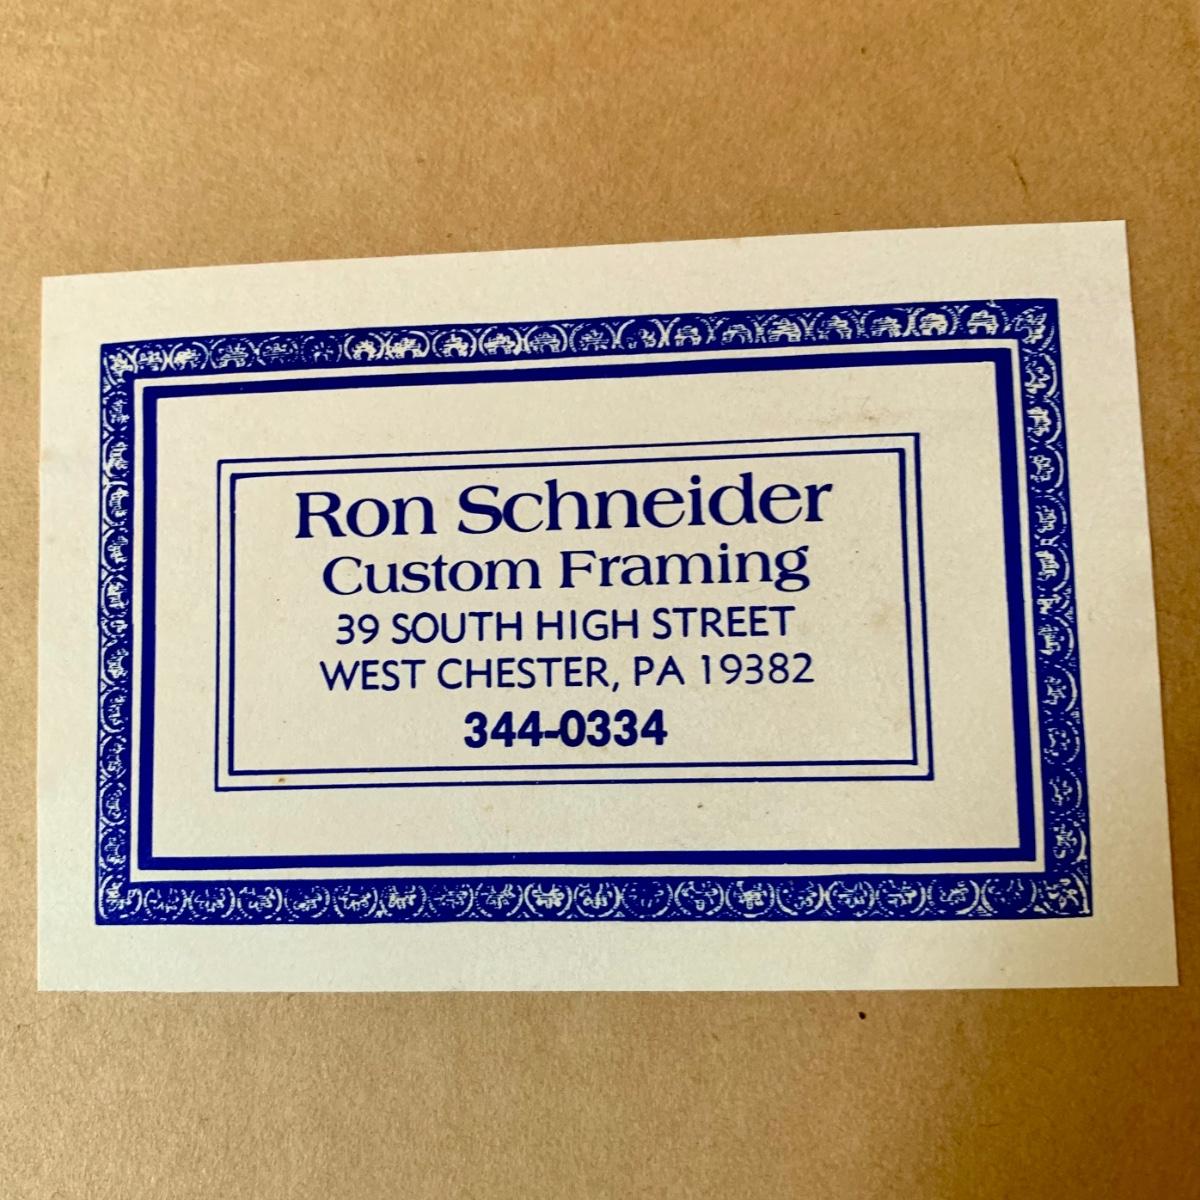 Ron Schneider
Custom Framing
39 SOUTH HIGH STREET
WEST CHESTER, PA 19382
344-0334